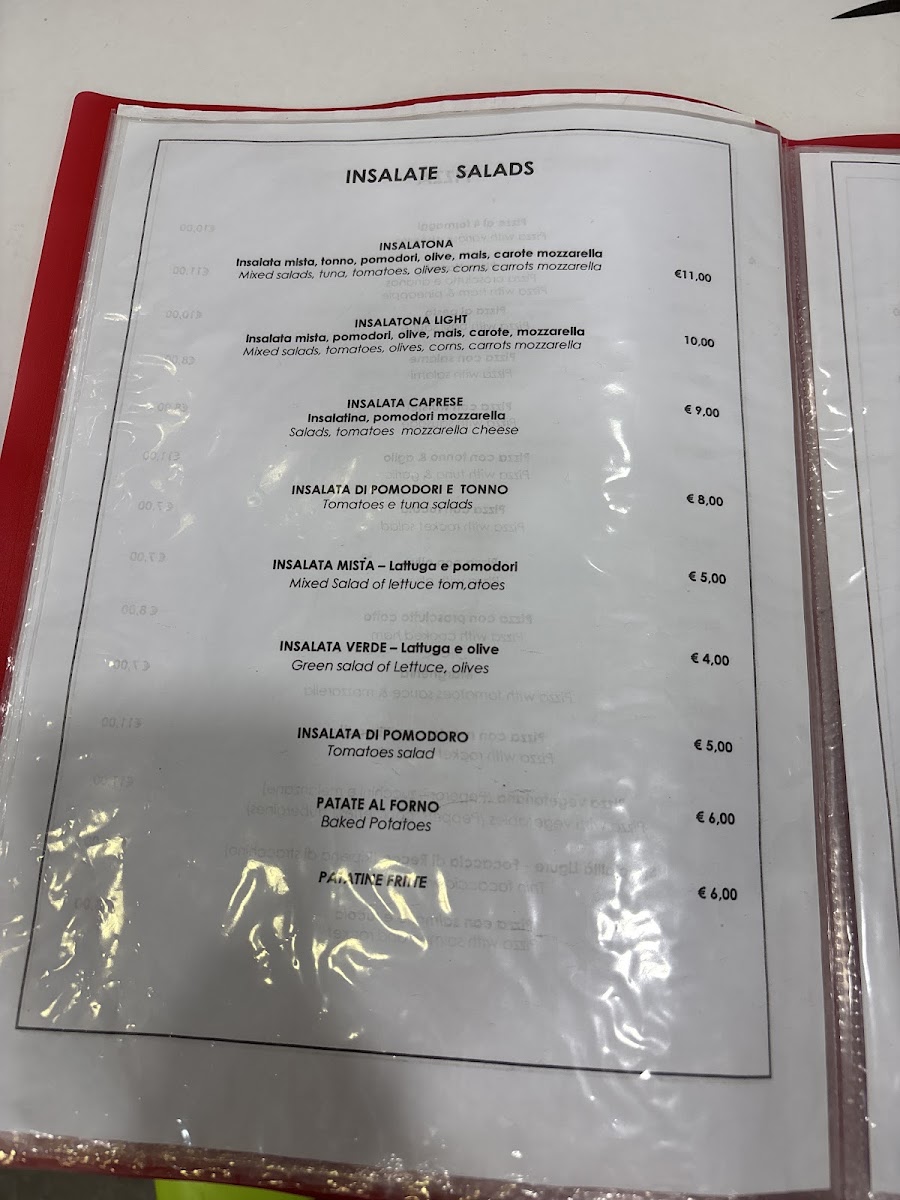 INSALATE SALADS
INSALATONA
Insalata mista, tonno, pomodori, olive, mais, carote mozzarella
Mixed salads, tuna, tomatoes, olives, corns, carrots mozzarella
€11,00
INSALATONA LIGHT
Insalata mista, pomodori, olive, mais, carote, mozzarella
Mixed salads, tomatoes, olives, corns, carrots mozzarella
10,00
INSALATA CAPRESE
Insalatina, pomodori mozzarella
Salads, tomatoes mozzarella cheese
€ 9,00
INSALATA DI POMODORI E TONNO
Tomatoes e tuna salads
€ 8,00
INSALATA MISTA – Lattuga e pomodori
Mixed Salad of lettuce tom,atoes
€ 5,00
INSALATA VERDE – Lattuga e olive
Green salad of Lettuce, olives
€ 4,00
INSALATA DI POMODORO
Tomatoes salad
€ 5,00
PATATE AL FORNO
Baked Potatoes
€ 6,00
PATATINE FRITTE
€ 6,00